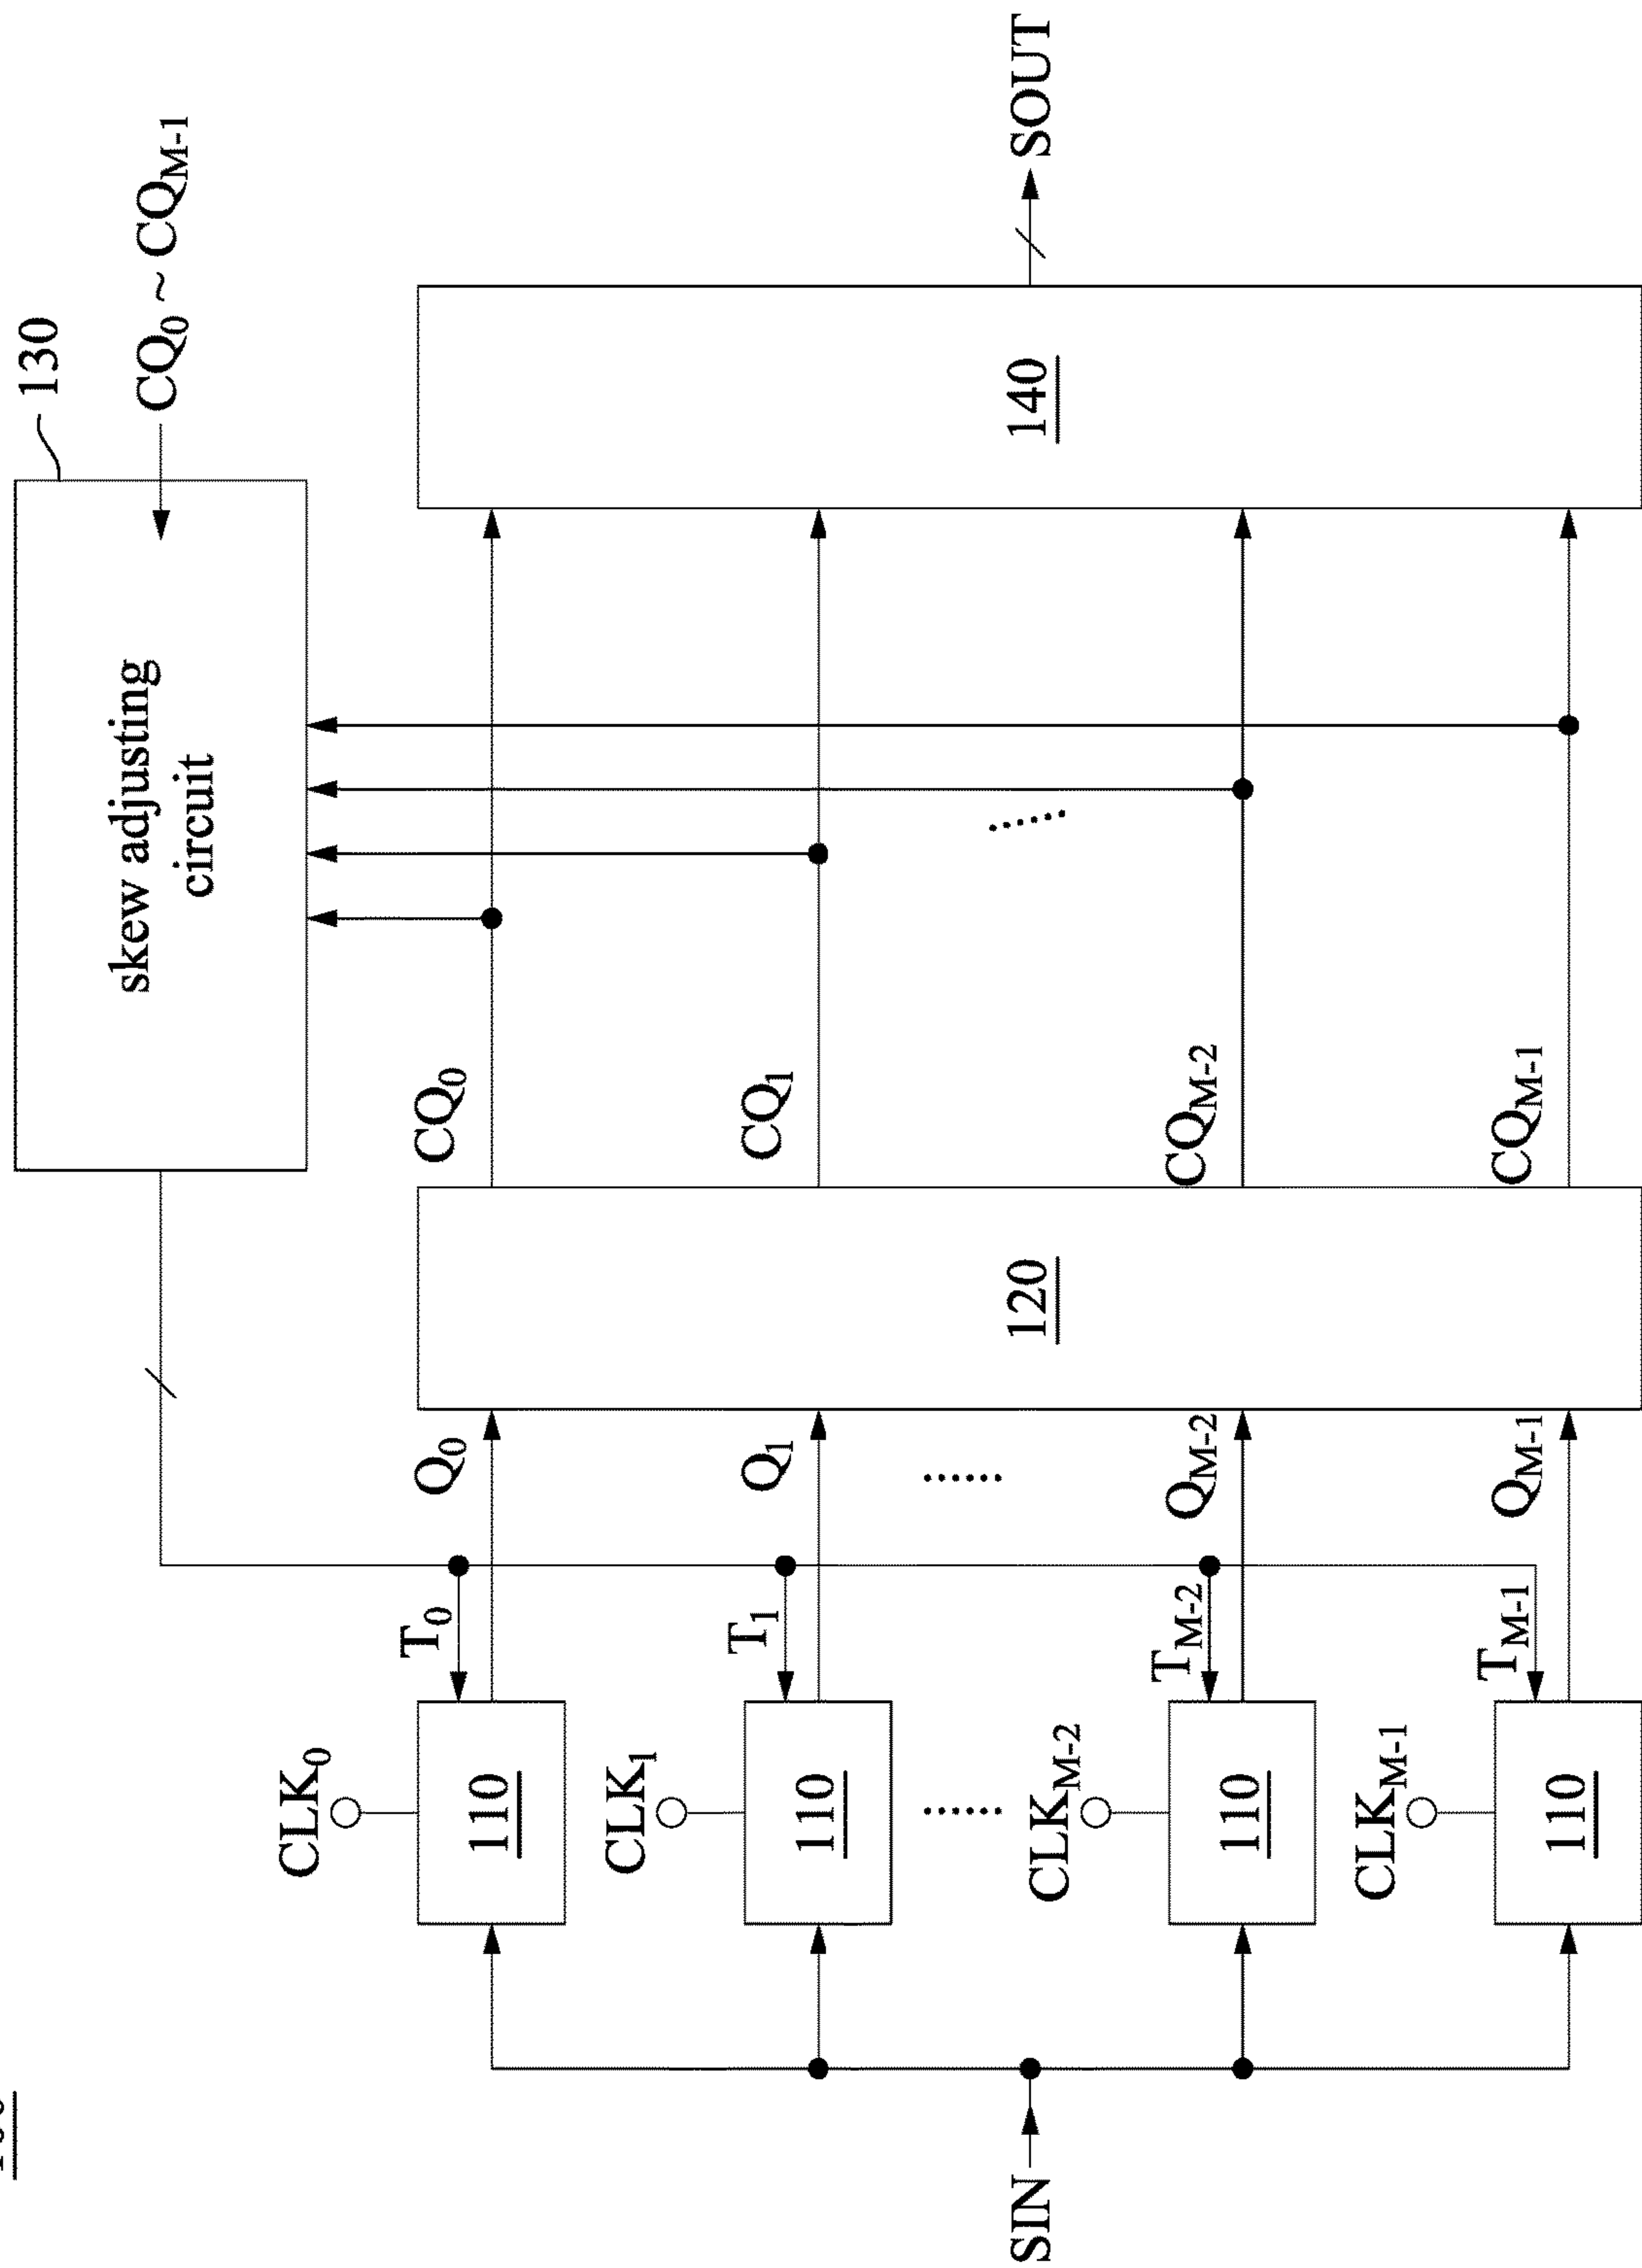 130
CQ0 ~ CQM-1
skew adjusting
circuit
CLK0
T0
Q0
CQ0
110
CLK1
T1
Q1
CQ1
110
......
......
......
SIN
120
140
SOUT
CLKM-2
TM-2
QM-2
CQM-2
110
CLKM-1
TM-1
QM-1
CQM-1
110